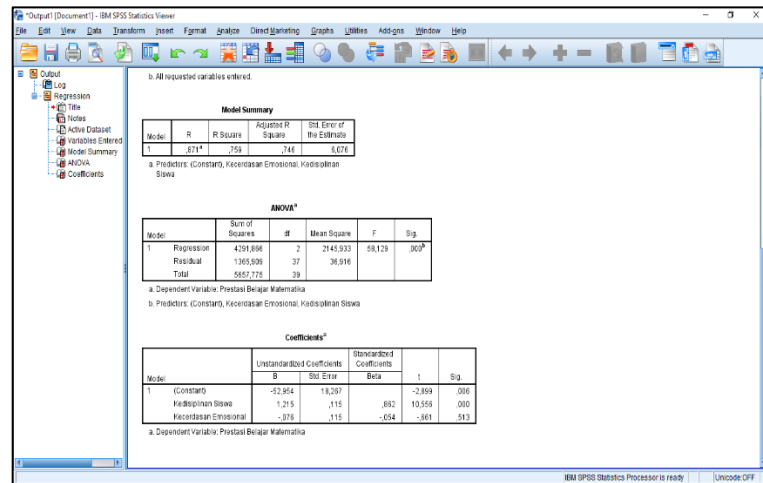 *Output1 [Document1] - IBM SPSS Statistics Viewer
File Edit View Data Transform Insert Format Analyze Direct Marketing Graphs Utilities Add-ons Window Help
Output
Log
Regression
Title
Notes
Active Dataset
Variables Entered
Model Summary
ANOVA
Coefficients
b. All requested variables entered.
Model Summary
Model R R Square Adjusted R Square Std. Error of the Estimate
1 ,871a ,759 ,746 6,076
a. Predictors: (Constant), Kecerdasan Emosional, Kedisiplinan
Siswa
ANOVAa
Model Sum of Squares df Mean Square F Sig.
1 Regression 4291,866 2 2145,933 58,129 ,000b
Residual 1365,909 37 36,916
Total 5657,775 39
a. Dependent Variable: Prestasi Belajar Matematika
b. Predictors: (Constant), Kecerdasan Emosional, Kedisiplinan Siswa
Coefficientsa
Model Unstandardized Coefficients Standardized Coefficients t Sig.
B Std. Error Beta
1 (Constant) -52,954 18,267 -2,899 ,006
Kedisiplinan Siswa 1,215 ,115 ,862 10,556 ,000
Kecerdasan Emosional -,076 ,115 -,054 -,661 ,513
a. Dependent Variable: Prestasi Belajar Matematika
IBM SPSS Statistics Processor is ready Unicode:OFF